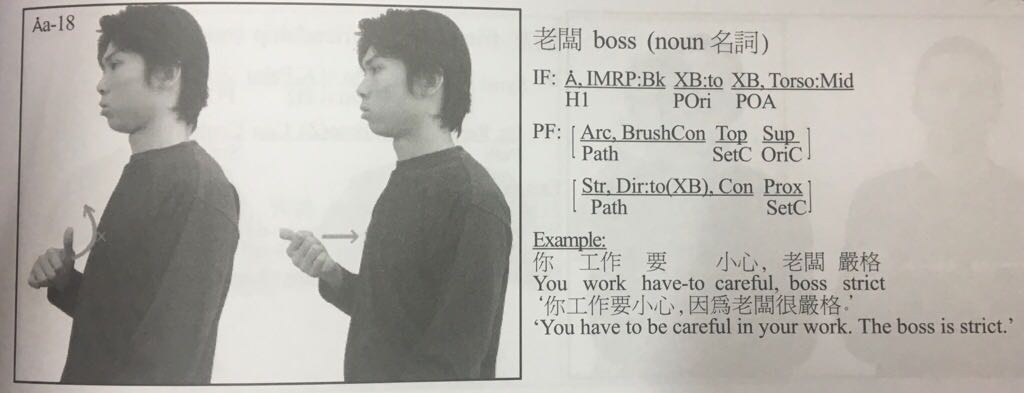 Åa-18
老闆 boss (noun 名詞)
IF: Å, IMRP:Bk XB:to XB, Torso:Mid
H1 POri POA
PF: [ Arc, BrushCon Top Sup ]
Path SetC OriC
[ Str, Dir:to(XB), Con Prox ]
Path SetC
Example:
你 工作 要 小心, 老闆 嚴格
You work have-to careful, boss strict
‘你工作要小心,因爲老闆很嚴格.’
‘You have to be careful in your work. The boss is strict.’